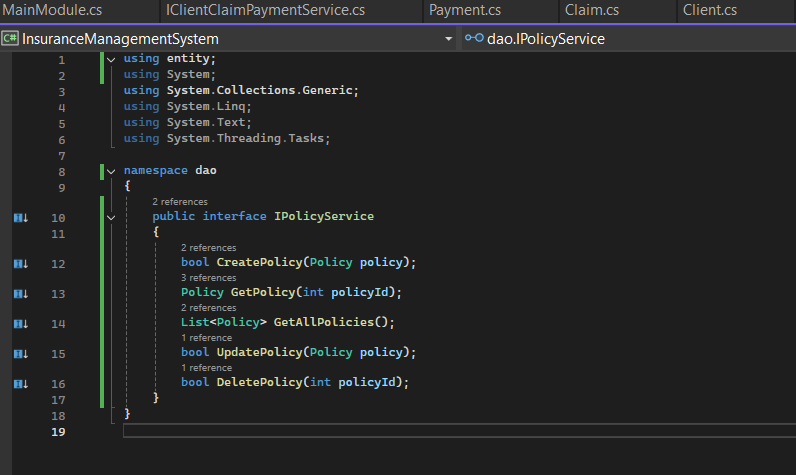 MainModule.cs IClientClaimPaymentService.cs Payment.cs Claim.cs Client.cs
C# InsuranceManagementSystem dao.IPolicyService
1 using entity;
2 using System;
3 using System.Collections.Generic;
4 using System.Linq;
5 using System.Text;
6 using System.Threading.Tasks;
7
8 namespace dao
9 {
2 references
10 public interface IPolicyService
11 {
2 references
12 bool CreatePolicy(Policy policy);
3 references
13 Policy GetPolicy(int policyId);
2 references
14 List<Policy> GetAllPolicies();
1 reference
15 bool UpdatePolicy(Policy policy);
1 reference
16 bool DeletePolicy(int policyId);
17 }
18 }
19